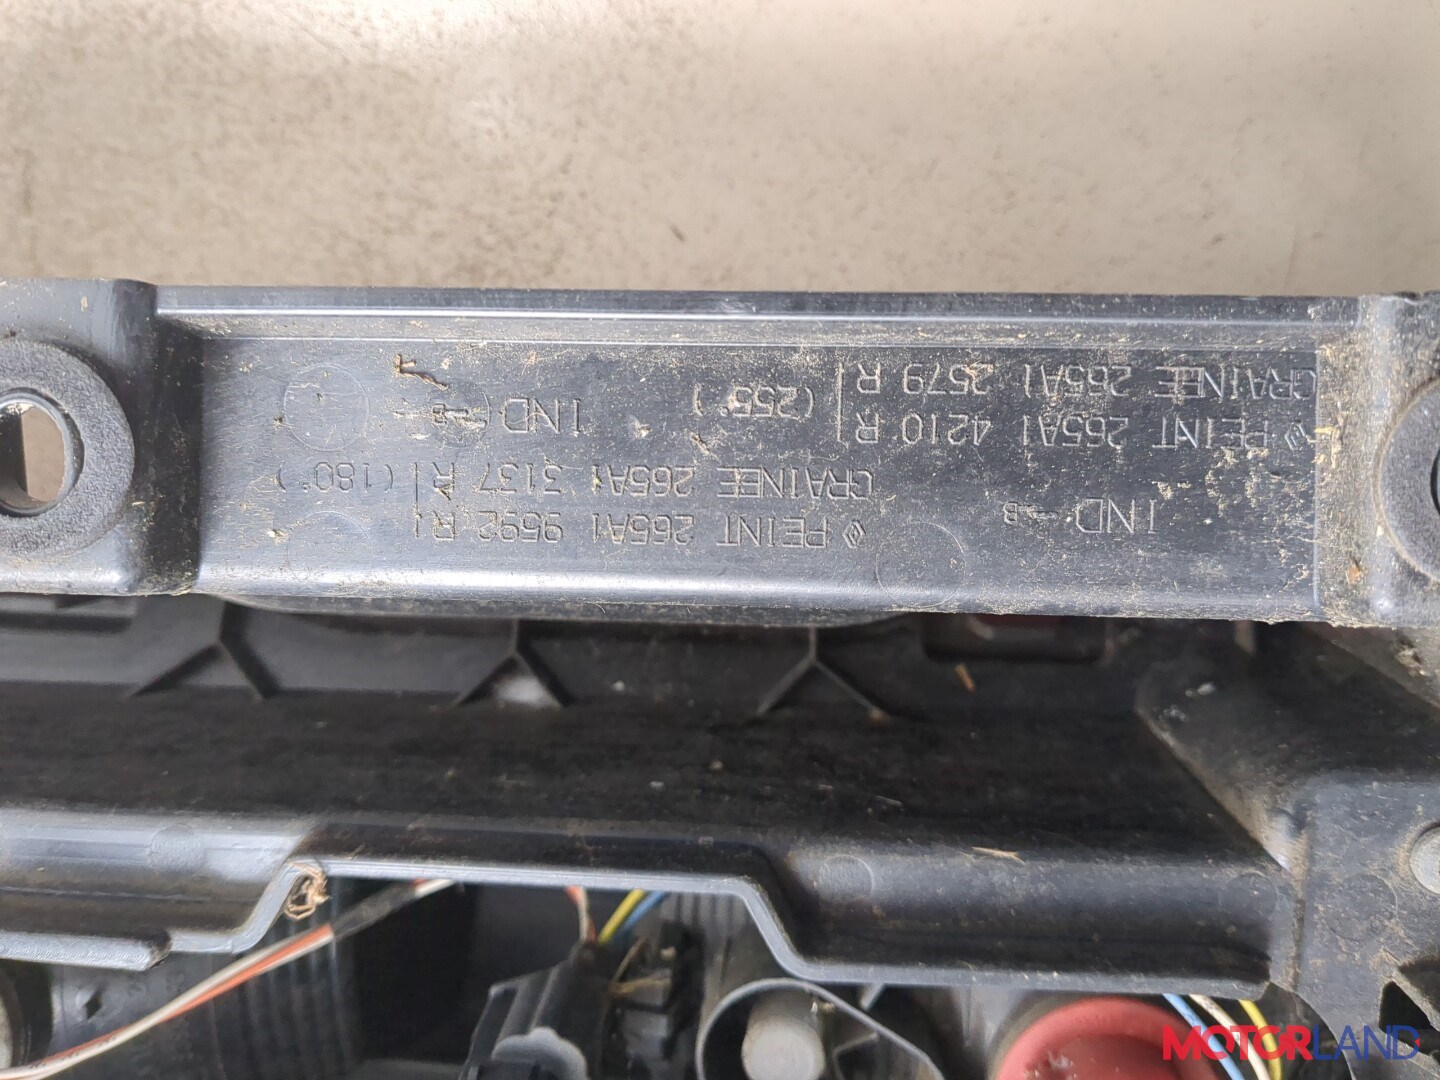 PEINT 265A1 9592 R
GRAINEE 265A1 3137 R (180°)
IND B
PEINT 265A1 4210 R
GRAINEE 265A1 2579 R
(255°)
IND B
MOTORLAND